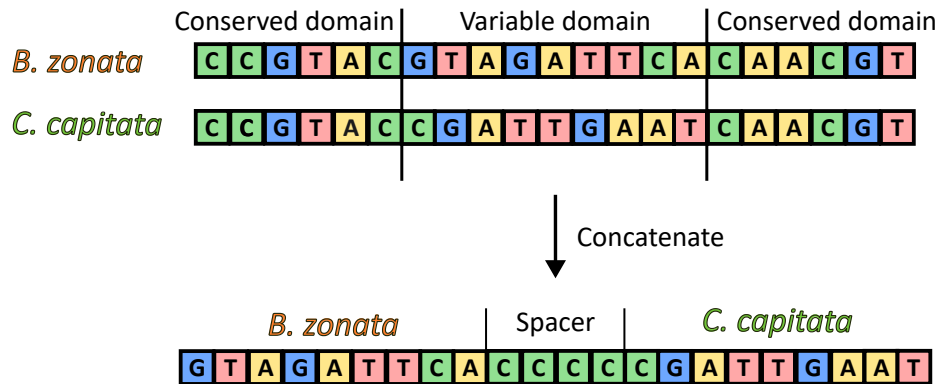 Conserved domain Variable domain Conserved domain
B. zonata C C G T A C G T A G A T T C A C A A C G T
C. capitata C C G T A C C G A T T G A A T C A A C G T
Concatenate
B. zonata Spacer C. capitata
G T A G A T T C A C C C C C G A T T G A A T